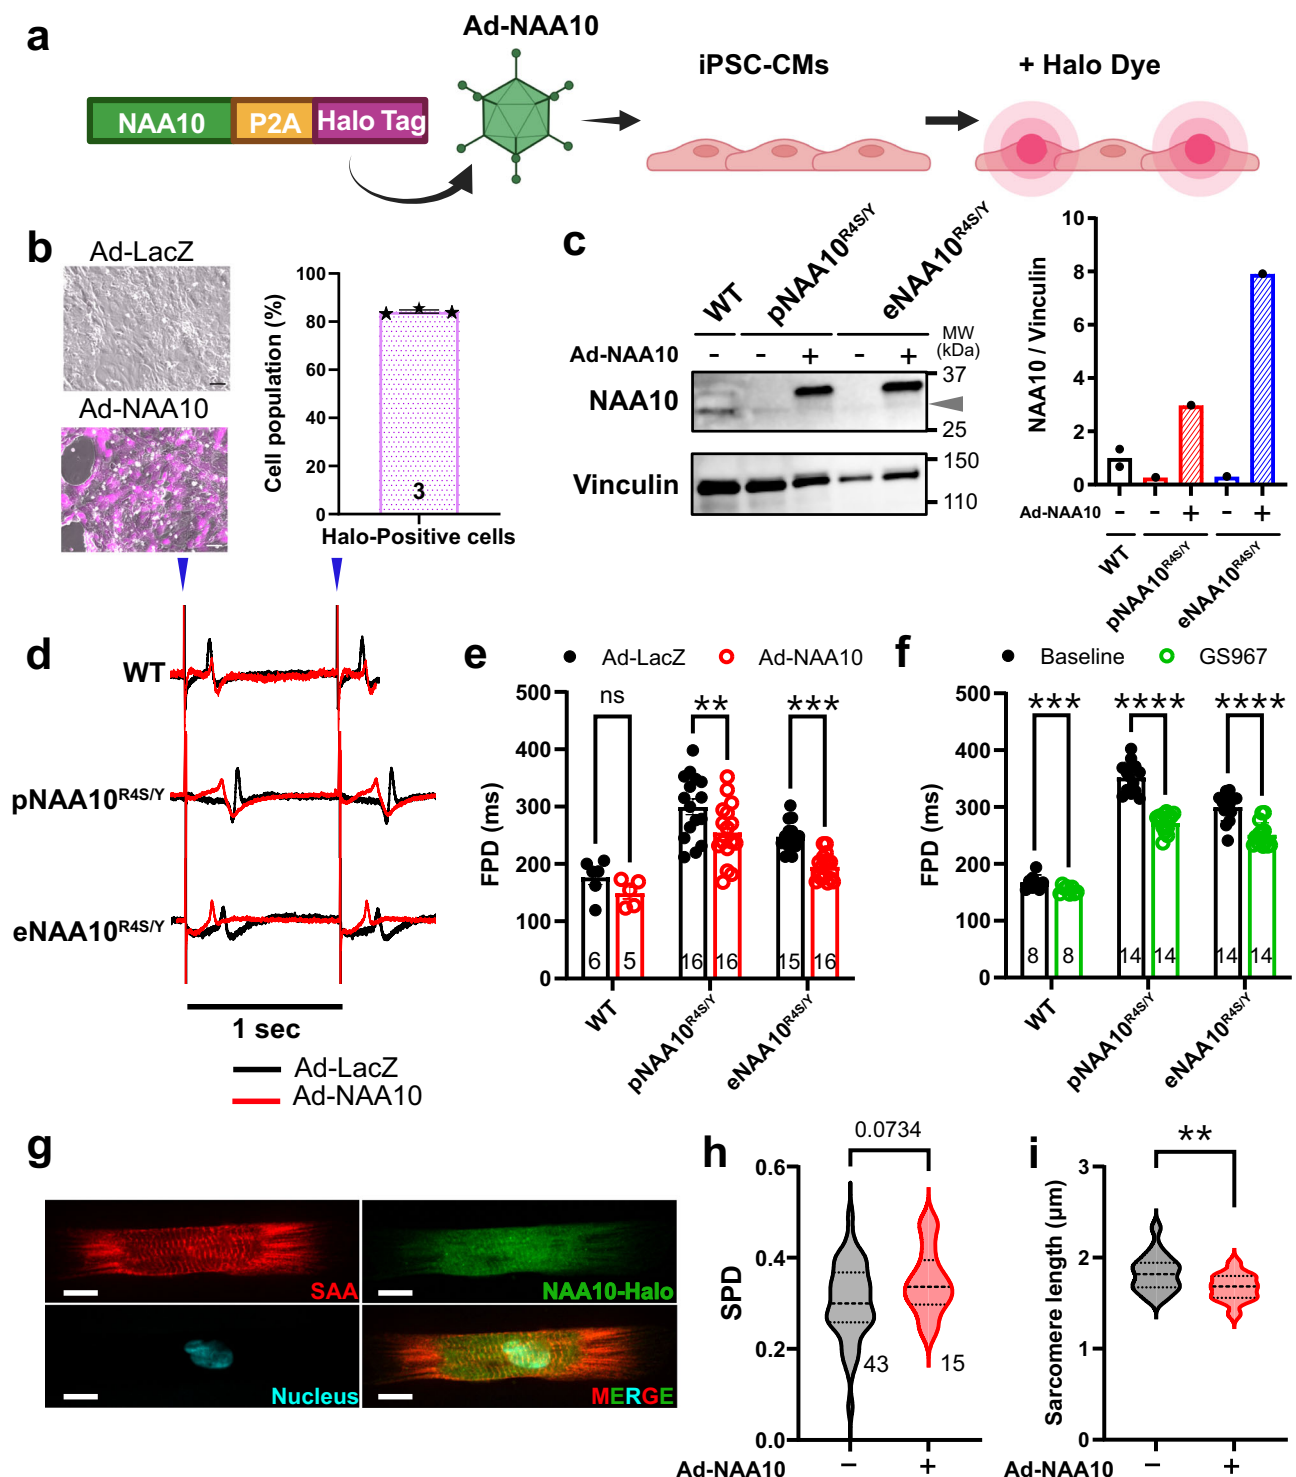 a
Ad-NAA10
iPSC-CMs
+ Halo Dye
NAA10
P2A
Halo Tag
b
Ad-LacZ
Ad-NAA10
Cell population (%)
100
80
60
40
20
0
3
Halo-Positive cells
c
WT
pNAA10R4S/Y
eNAA10R4S/Y
Ad-NAA10
- - + - +
MW
(kDa)
NAA10
37
25
Vinculin
150
110
NAA10 / Vinculin
10
8
6
4
2
0
Ad-NAA10
- - + - +
WT
pNAA10R4S/Y
eNAA10R4S/Y
d
WT
pNAA10R4S/Y
eNAA10R4S/Y
1 sec
Ad-LacZ
Ad-NAA10
e
Ad-LacZ
Ad-NAA10
FPD (ms)
500
400
300
200
100
0
ns
**
***
6 5 16 16 15 16
WT
pNAA10R4S/Y
eNAA10R4S/Y
f
Baseline
GS967
FPD (ms)
500
400
300
200
100
0
***
****
****
8 8 14 14 14 14
WT
pNAA10R4S/Y
eNAA10R4S/Y
g
SAA
NAA10-Halo
Nucleus
MERGE
h
0.0734
SPD
0.6
0.4
0.2
0.0
43
15
Ad-NAA10
– +
i
**
Sarcomere length (µm)
3
2
1
0
Ad-NAA10
– +